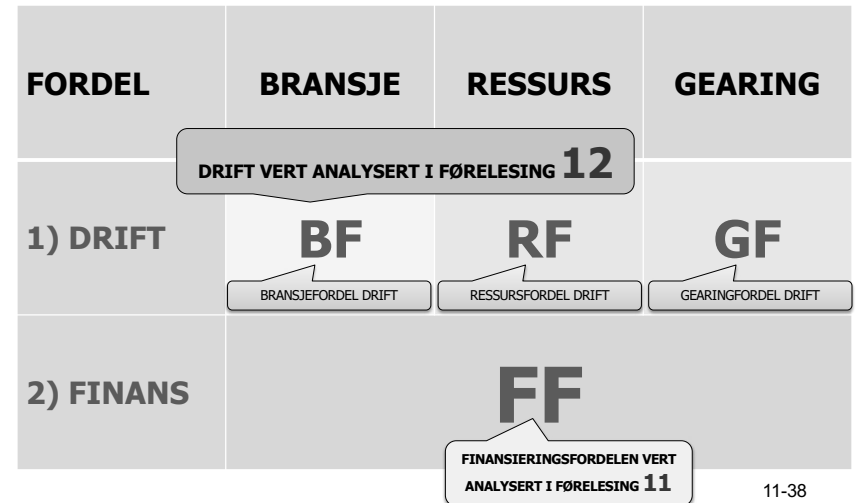 FORDEL BRANSJE RESSURS GEARING
DRIFT VERT ANALYSERT I FØRELESING 12
1) DRIFT BF RF GF
BRANSJEFORDEL DRIFT RESSURSFORDEL DRIFT GEARINGFORDEL DRIFT
2) FINANS FF
FINANSIERINGSFORDELEN VERT
ANALYSERT I FØRELESING 11
11-38